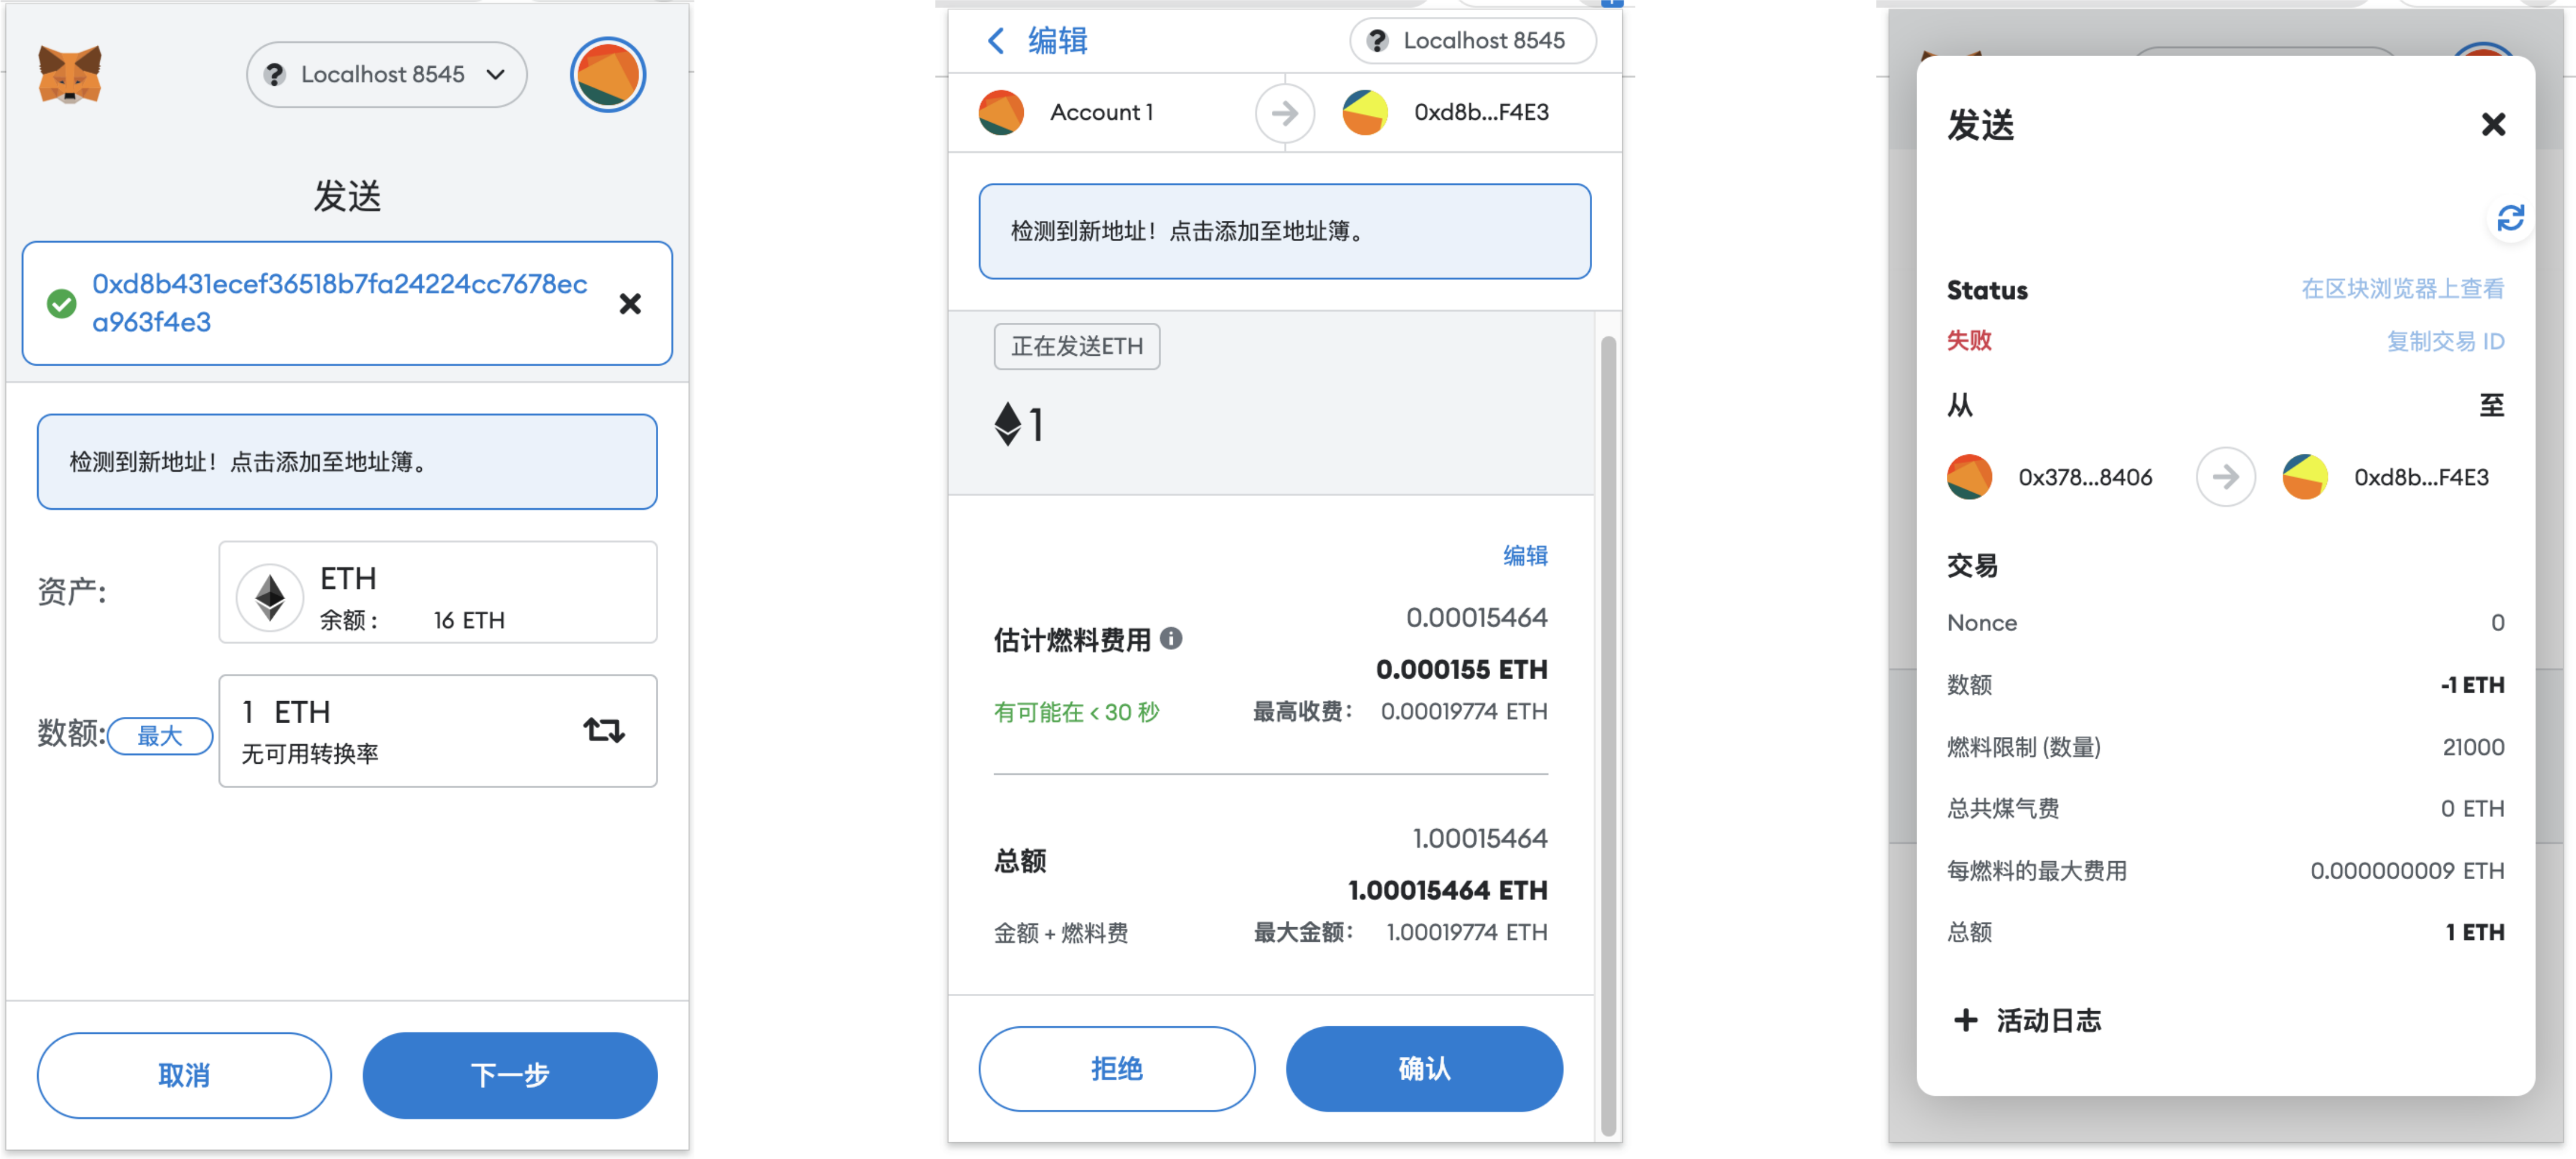 Localhost 8545
发送
0xd8b431ecef36518b7fa24224cc7678ec
a963f4e3
检测到新地址！点击添加至地址簿。
资产:
ETH
余额： 16 ETH
数额: 最大
1 ETH
无可用转换率
取消 下一步
编辑 Localhost 8545
Account 1 0xd8b...F4E3
检测到新地址！点击添加至地址簿。
正在发送ETH
1
编辑
0.00015464
估计燃料费用 0.000155 ETH
有可能在 < 30 秒 最高收费： 0.00019774 ETH
1.00015464
总额 1.00015464 ETH
金额 + 燃料费 最大金额： 1.00019774 ETH
拒绝 确认
发送
Status 在区块浏览器上查看
失败 复制交易 ID
从 至
0x378...8406 0xd8b...F4E3
交易
Nonce 0
数额 -1 ETH
燃料限制 (数量) 21000
总共煤气费 0 ETH
每燃料的最大费用 0.000000009 ETH
总额 1 ETH
+ 活动日志